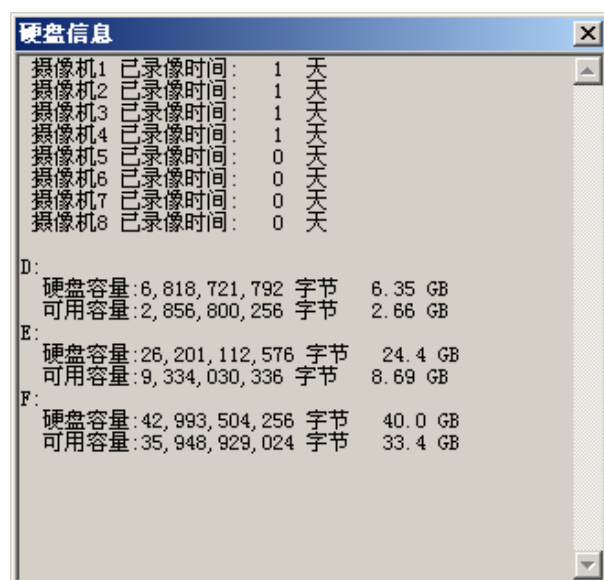 硬盘信息
摄像机1 已录像时间: 1 天
摄像机2 已录像时间: 1 天
摄像机3 已录像时间: 1 天
摄像机4 已录像时间: 1 天
摄像机5 已录像时间: 0 天
摄像机6 已录像时间: 0 天
摄像机7 已录像时间: 0 天
摄像机8 已录像时间: 0 天
D:
硬盘容量:6,818,721,792 字节 6.35 GB
可用容量:2,856,800,256 字节 2.66 GB
E:
硬盘容量:26,201,112,576 字节 24.4 GB
可用容量:9,334,030,336 字节 8.69 GB
F:
硬盘容量:42,993,504,256 字节 40.0 GB
可用容量:35,948,929,024 字节 33.4 GB